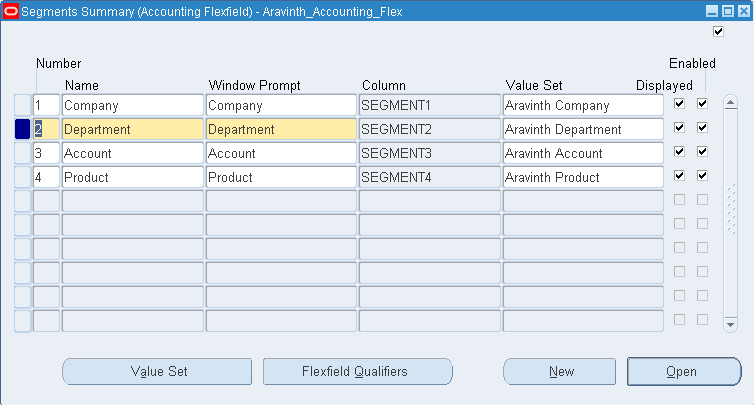 Segments Summary (Accounting Flexfield) - Aravinth_Accounting_Flex
Number Enabled
Name Window Prompt Column Value Set Displayed
1 Company Company SEGMENT1 Aravinth Company
2 Department Department SEGMENT2 Aravinth Department
3 Account Account SEGMENT3 Aravinth Account
4 Product Product SEGMENT4 Aravinth Product
Value Set Flexfield Qualifiers New Open